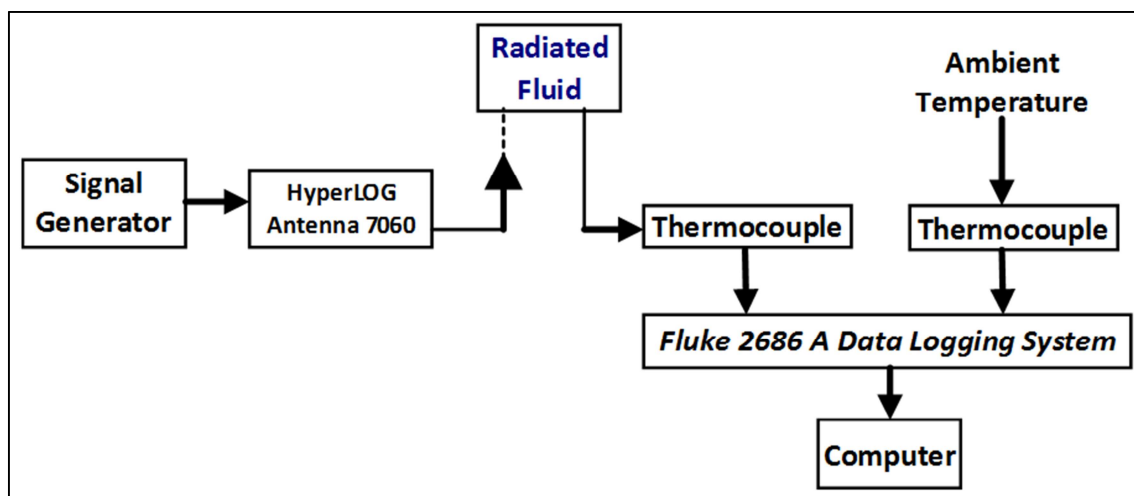 Radiated
Fluid
Ambient
Temperature
Signal
Generator
HyperLOG
Antenna 7060
Thermocouple
Thermocouple
Fluke 2686 A Data Logging System
Computer